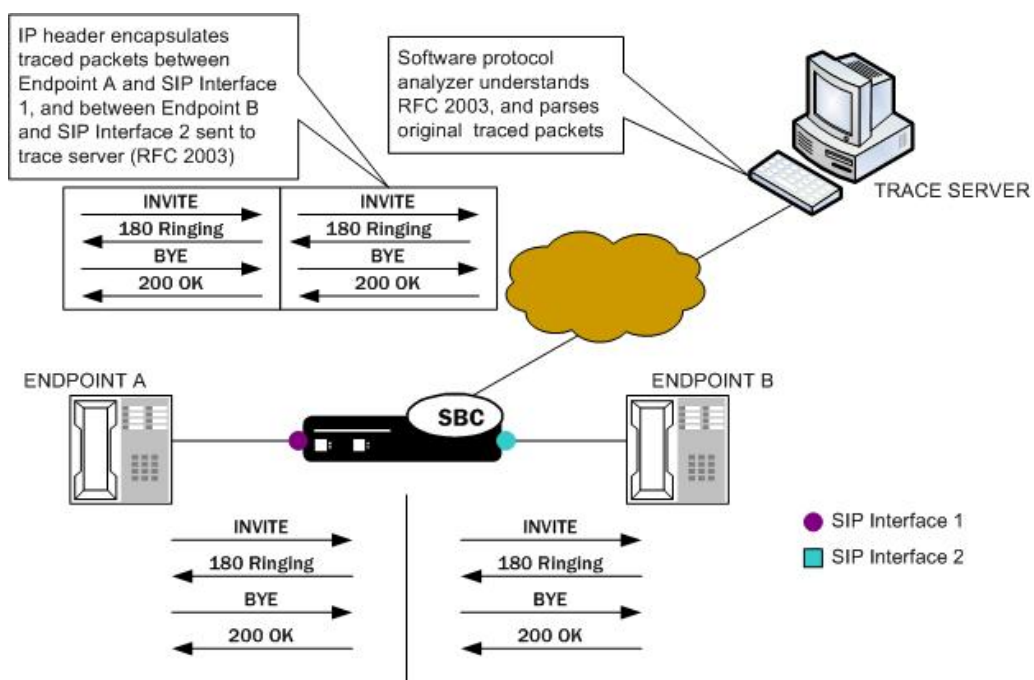 IP header encapsulates
traced packets between
Endpoint A and SIP Interface
1, and between Endpoint B
and SIP Interface 2 sent to
trace server (RFC 2003)
Software protocol
analyzer understands
RFC 2003, and parses
original traced packets
TRACE SERVER
INVITE
180 Ringing
BYE
200 OK
INVITE
180 Ringing
BYE
200 OK
ENDPOINT A
SBC
ENDPOINT B
INVITE
180 Ringing
BYE
200 OK
INVITE
180 Ringing
BYE
200 OK
SIP Interface 1
SIP Interface 2